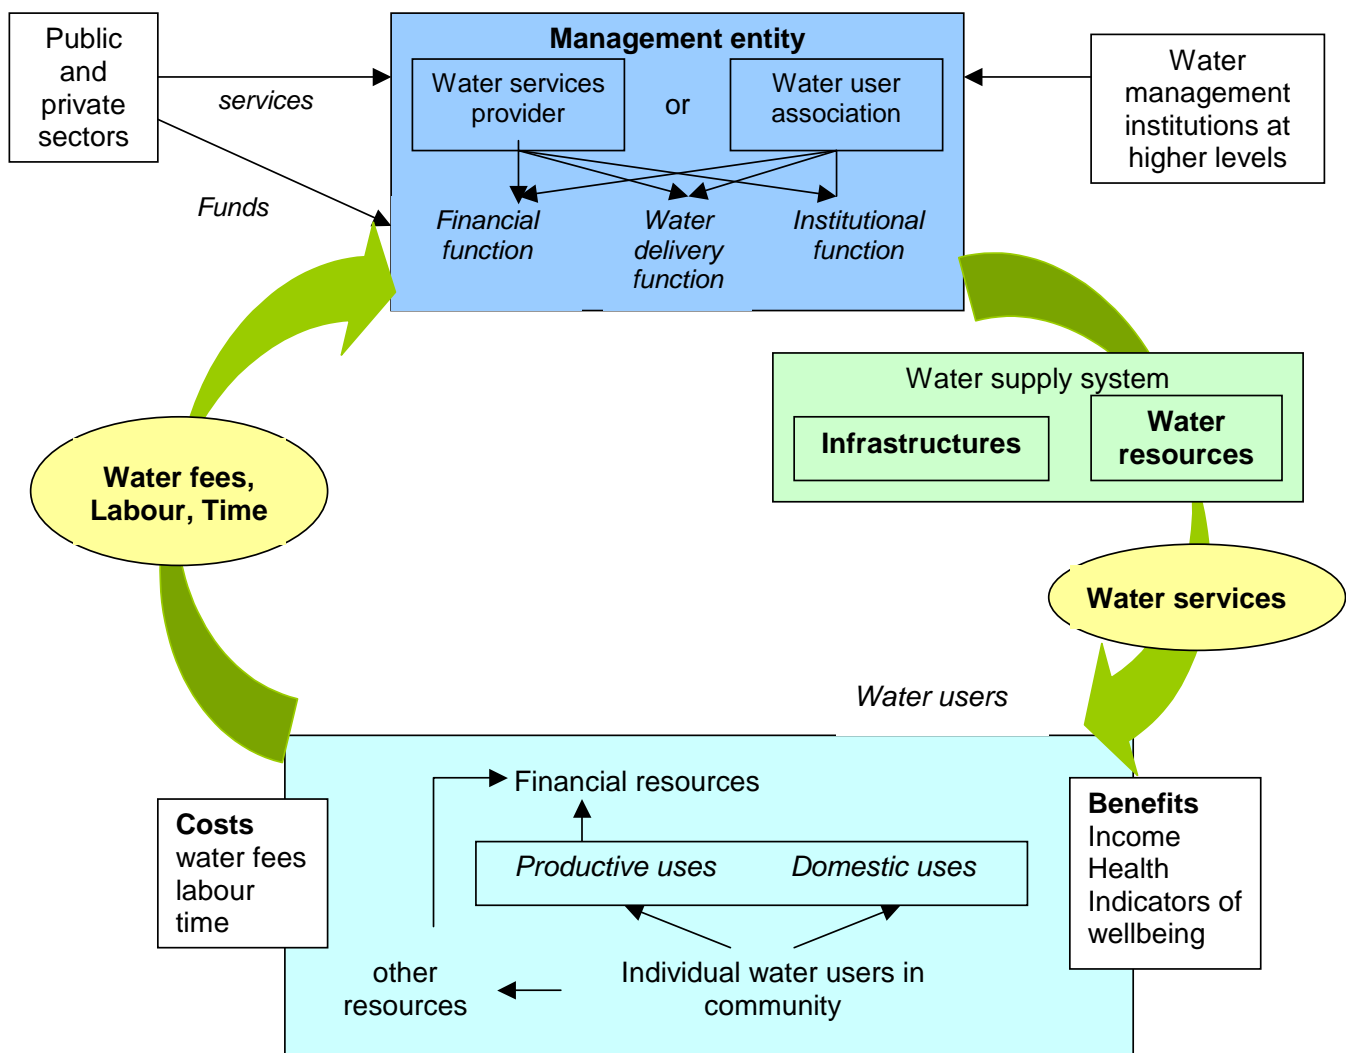 Public
and
private
sectors
services
Funds
Management entity
Water services
provider
or
Water user
association
Financial
function
Water
delivery
function
Institutional
function
Water
management
institutions at
higher levels
Water supply system
Infrastructures
Water
resources
Water fees,
Labour, Time
Water services
Water users
Financial resources
Productive uses
Domestic uses
Costs
water fees
labour
time
Benefits
Income
Health
Indicators of
wellbeing
other
resources
Individual water users in
community